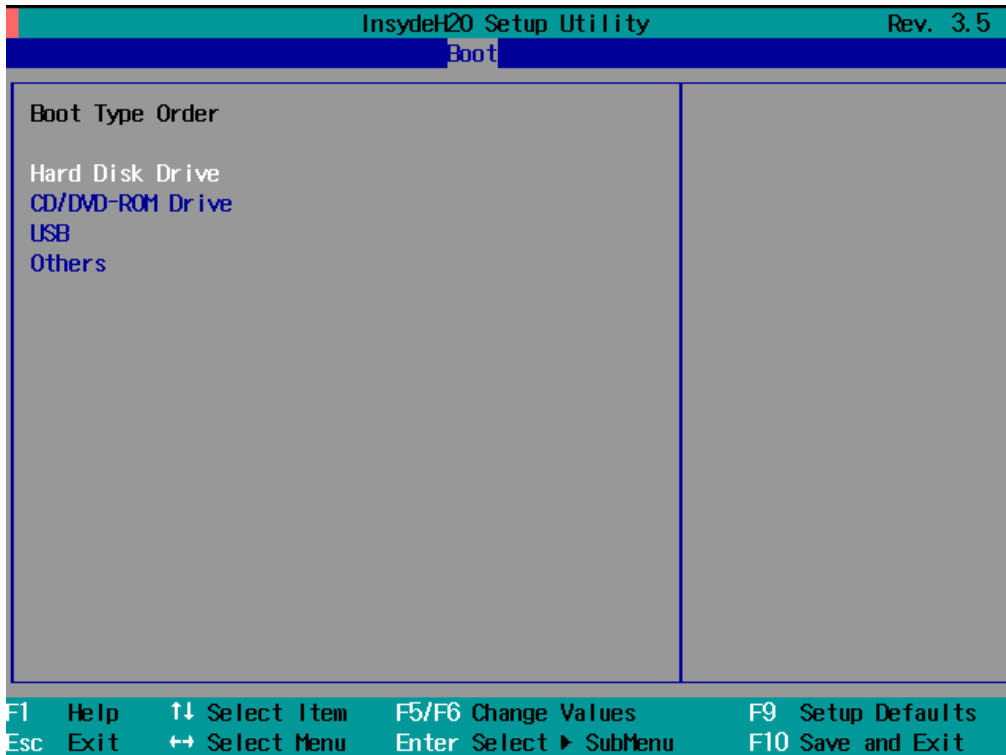 InsydeH2O Setup Utility Rev. 3.5
Boot
Boot Type Order
Hard Disk Drive
CD/DVD-ROM Drive
USB
Others
F1 Help ↑↓ Select Item F5/F6 Change Values F9 Setup Defaults
Esc Exit ↔ Select Menu Enter Select ▶ SubMenu F10 Save and Exit